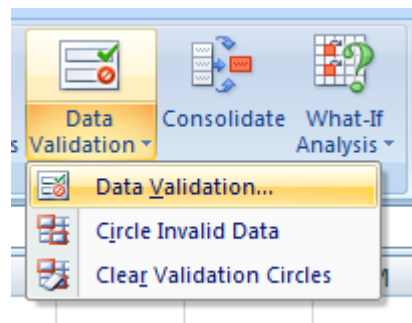 Data Validation
Consolidate
What-If Analysis
s
Data Validation...
Circle Invalid Data
Clear Validation Circles